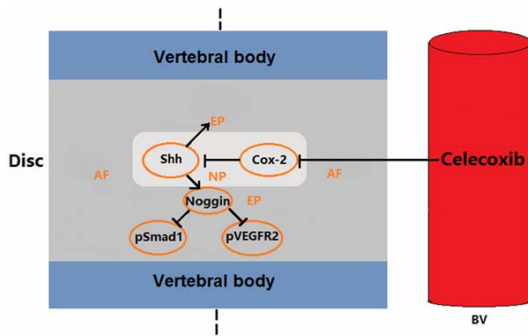 Vertebral body
EP
Shh
Cox-2
Celecoxib
Disc
AF
NP
AF
Noggin
EP
pSmad1
pVEGFR2
Vertebral body
BV